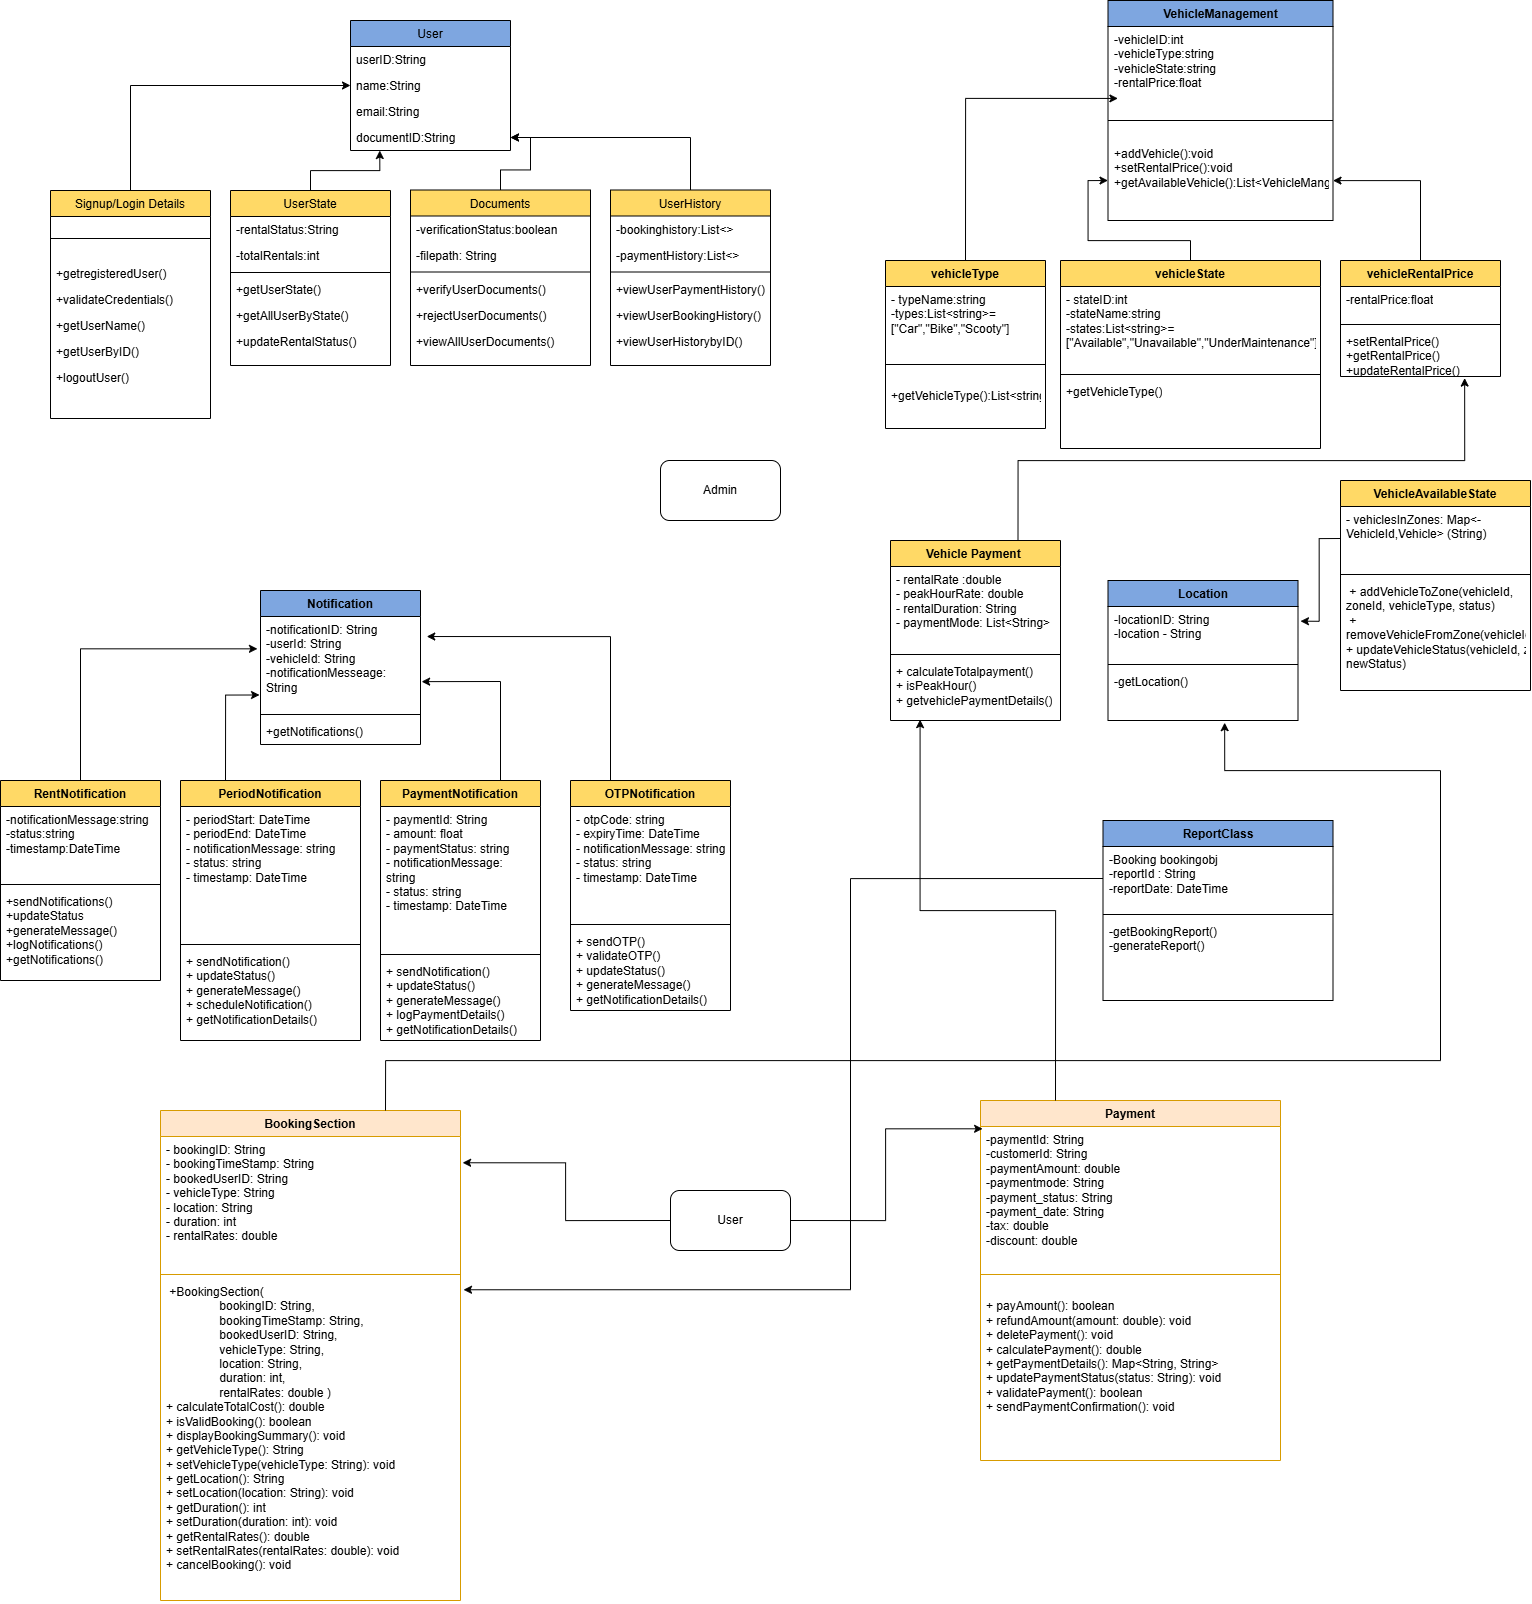 User
userID:String
name:String
email:String
documentID:String
Signup/Login Details
+getregisteredUser()
+validateCredentials()
+getUserName()
+getUserByID()
+logoutUser()
UserState
-rentalStatus:String
-totalRentals:int
+getUserState()
+getAllUserByState()
+updateRentalStatus()
Documents
-verificationStatus:boolean
-filepath: String
+verifyUserDocuments()
+rejectUserDocuments()
+viewAllUserDocuments()
UserHistory
-bookinghistory:List<>
-paymentHistory:List<>
+viewUserPaymentHistory()
+viewUserBookingHistory()
+viewUserHistorybyID()
VehicleManagement
-vehicleID:int
-vehicleType:string
-vehicleState:string
-rentalPrice:float
+addVehicle():void
+setRentalPrice():void
+getAvailableVehicle():List<VehicleMang
vehicleType
- typeName:string
-types:List<string>=
["Car","Bike","Scooty"]
+getVehicleType():List<string
vehicleState
- stateID:int
-stateName:string
-states:List<string>=
["Available","Unavailable","UnderMaintenance"]
+getVehicleType()
vehicleRentalPrice
-rentalPrice:float
+setRentalPrice()
+getRentalPrice()
+updateRentalPrice()
Admin
Vehicle Payment
- rentalRate :double
- peakHourRate: double
- rentalDuration: String
- paymentMode: List<String>
+ calculateTotalpayment()
+ isPeakHour()
+ getvehiclePaymentDetails()
Location
-locationID: String
-location - String
-getLocation()
VehicleAvailableState
- vehiclesInZones: Map<-
VehicleId,Vehicle> (String)
+ addVehicleToZone(vehicleId,
zoneId, vehicleType, status)
+
removeVehicleFromZone(vehicleId
+ updateVehicleStatus(vehicleId, z
newStatus)
Notification
-notificationID: String
-userId: String
-vehicleId: String
-notificationMesseage:
String
+getNotifications()
RentNotification
-notificationMessage:string
-status:string
-timestamp:DateTime
+sendNotifications()
+updateStatus
+generateMessage()
+logNotifications()
+getNotifications()
PeriodNotification
- periodStart: DateTime
- periodEnd: DateTime
- notificationMessage: string
- status: string
- timestamp: DateTime
+ sendNotification()
+ updateStatus()
+ generateMessage()
+ scheduleNotification()
+ getNotificationDetails()
PaymentNotification
- paymentId: String
- amount: float
- paymentStatus: string
- notificationMessage:
string
- status: string
- timestamp: DateTime
+ sendNotification()
+ updateStatus()
+ generateMessage()
+ logPaymentDetails()
+ getNotificationDetails()
OTPNotification
- otpCode: string
- expiryTime: DateTime
- notificationMessage: string
- status: string
- timestamp: DateTime
+ sendOTP()
+ validateOTP()
+ updateStatus()
+ generateMessage()
+ getNotificationDetails()
ReportClass
-Booking bookingobj
-reportId : String
-reportDate: DateTime
-getBookingReport()
-generateReport()
BookingSection
- bookingID: String
- bookingTimeStamp: String
- bookedUserID: String
- vehicleType: String
- location: String
- duration: int
- rentalRates: double
+BookingSection(
bookingID: String,
bookingTimeStamp: String,
bookedUserID: String,
vehicleType: String,
location: String,
duration: int,
rentalRates: double )
+ calculateTotalCost(): double
+ isValidBooking(): boolean
+ displayBookingSummary(): void
+ getVehicleType(): String
+ setVehicleType(vehicleType: String): void
+ getLocation(): String
+ setLocation(location: String): void
+ getDuration(): int
+ setDuration(duration: int): void
+ getRentalRates(): double
+ setRentalRates(rentalRates: double): void
+ cancelBooking(): void
User
Payment
-paymentId: String
-customerId: String
-paymentAmount: double
-paymentmode: String
-payment_status: String
-payment_date: String
-tax: double
-discount: double
+ payAmount(): boolean
+ refundAmount(amount: double): void
+ deletePayment(): void
+ calculatePayment(): double
+ getPaymentDetails(): Map<String, String>
+ updatePaymentStatus(status: String): void
+ validatePayment(): boolean
+ sendPaymentConfirmation(): void